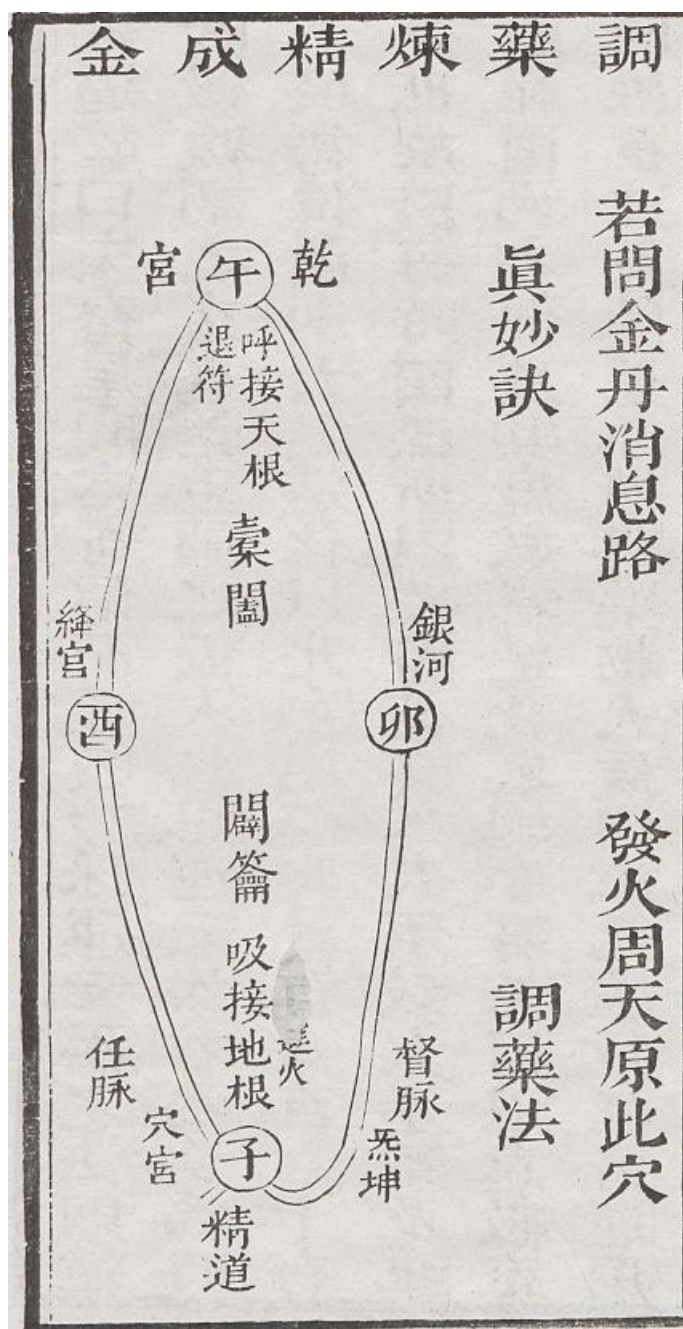 調藥煉精成金
若問金丹消息路
發火周天原此穴
眞妙訣
調藥法
乾
午
宮
呼接天根
退符
橐闔
銀河
卯
絳宮
酉
闢籥
進火
吸接地根
督脉
炁坤
任脉
穴宮
子
精道